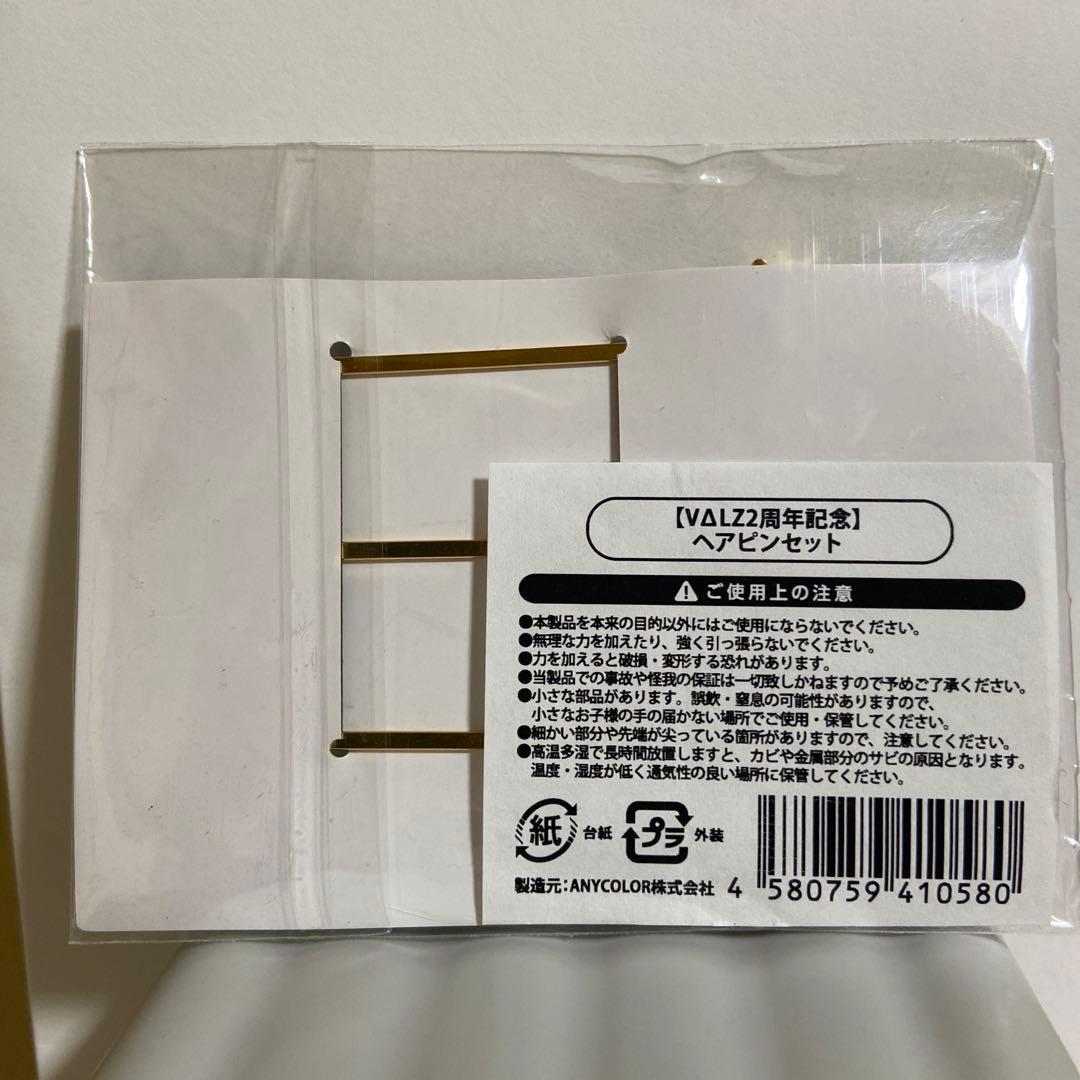 【VΔLZ2周年記念】
ヘアピンセット
ご使用上の注意
●本製品を本来の目的以外にはご使用にならないでください。
●無理な力を加えたり、強く引っ張らないでください。
●力を加えると破損・変形する恐れがあります。
●当製品での事故や怪我の保証は一切致しかねますので予めご了承ください。
●小さな部品があります。誤飲・窒息の可能性がありますので、
小さなお子様の手の届かない場所でご使用・保管してください。
●細かい部分や先端が尖っている箇所がありますので、注意してください。
●高温多湿で長時間放置しますと、カビや金属部分のサビの原因となります。
温度・湿度が低く通気性の良い場所に保管してください。
紙 台紙 プラ 外装
製造元：ANYCOLOR株式会社
4 580759 410580